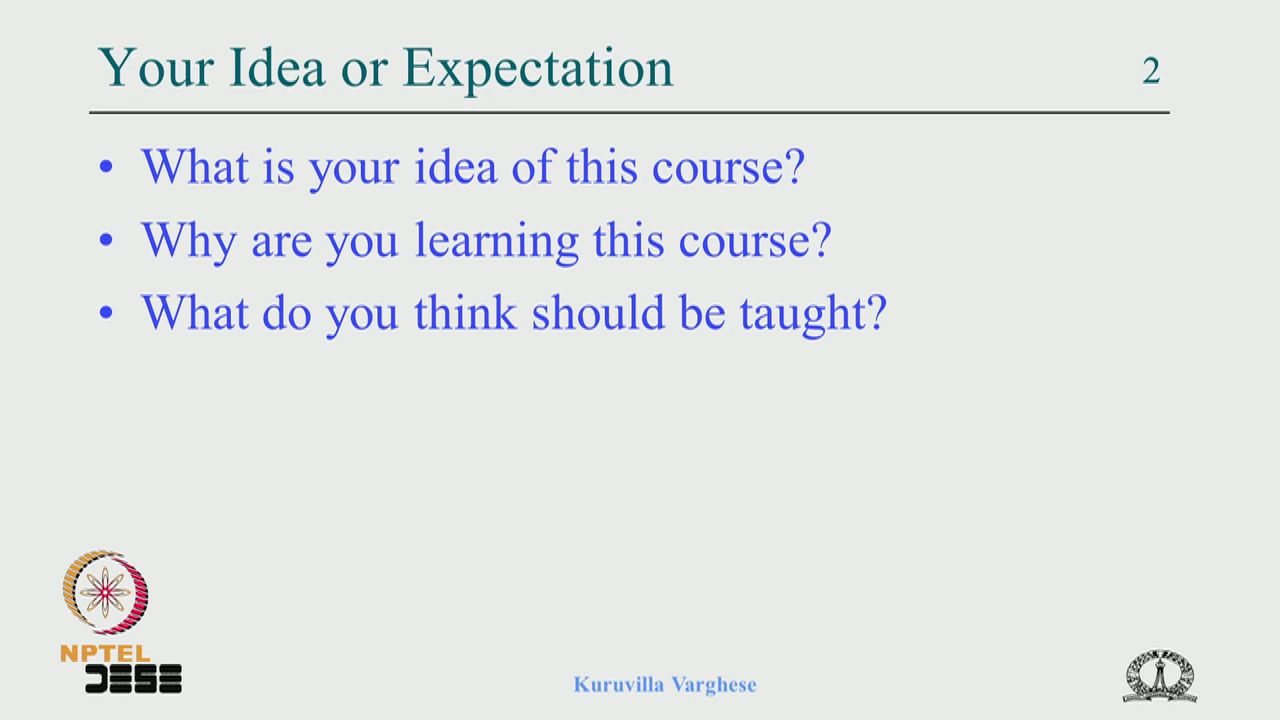 Your Idea or Expectation
2
• What is your idea of this course?
• Why are you learning this course?
• What do you think should be taught?
NPTEL
DESE
Kuruvilla Varghese